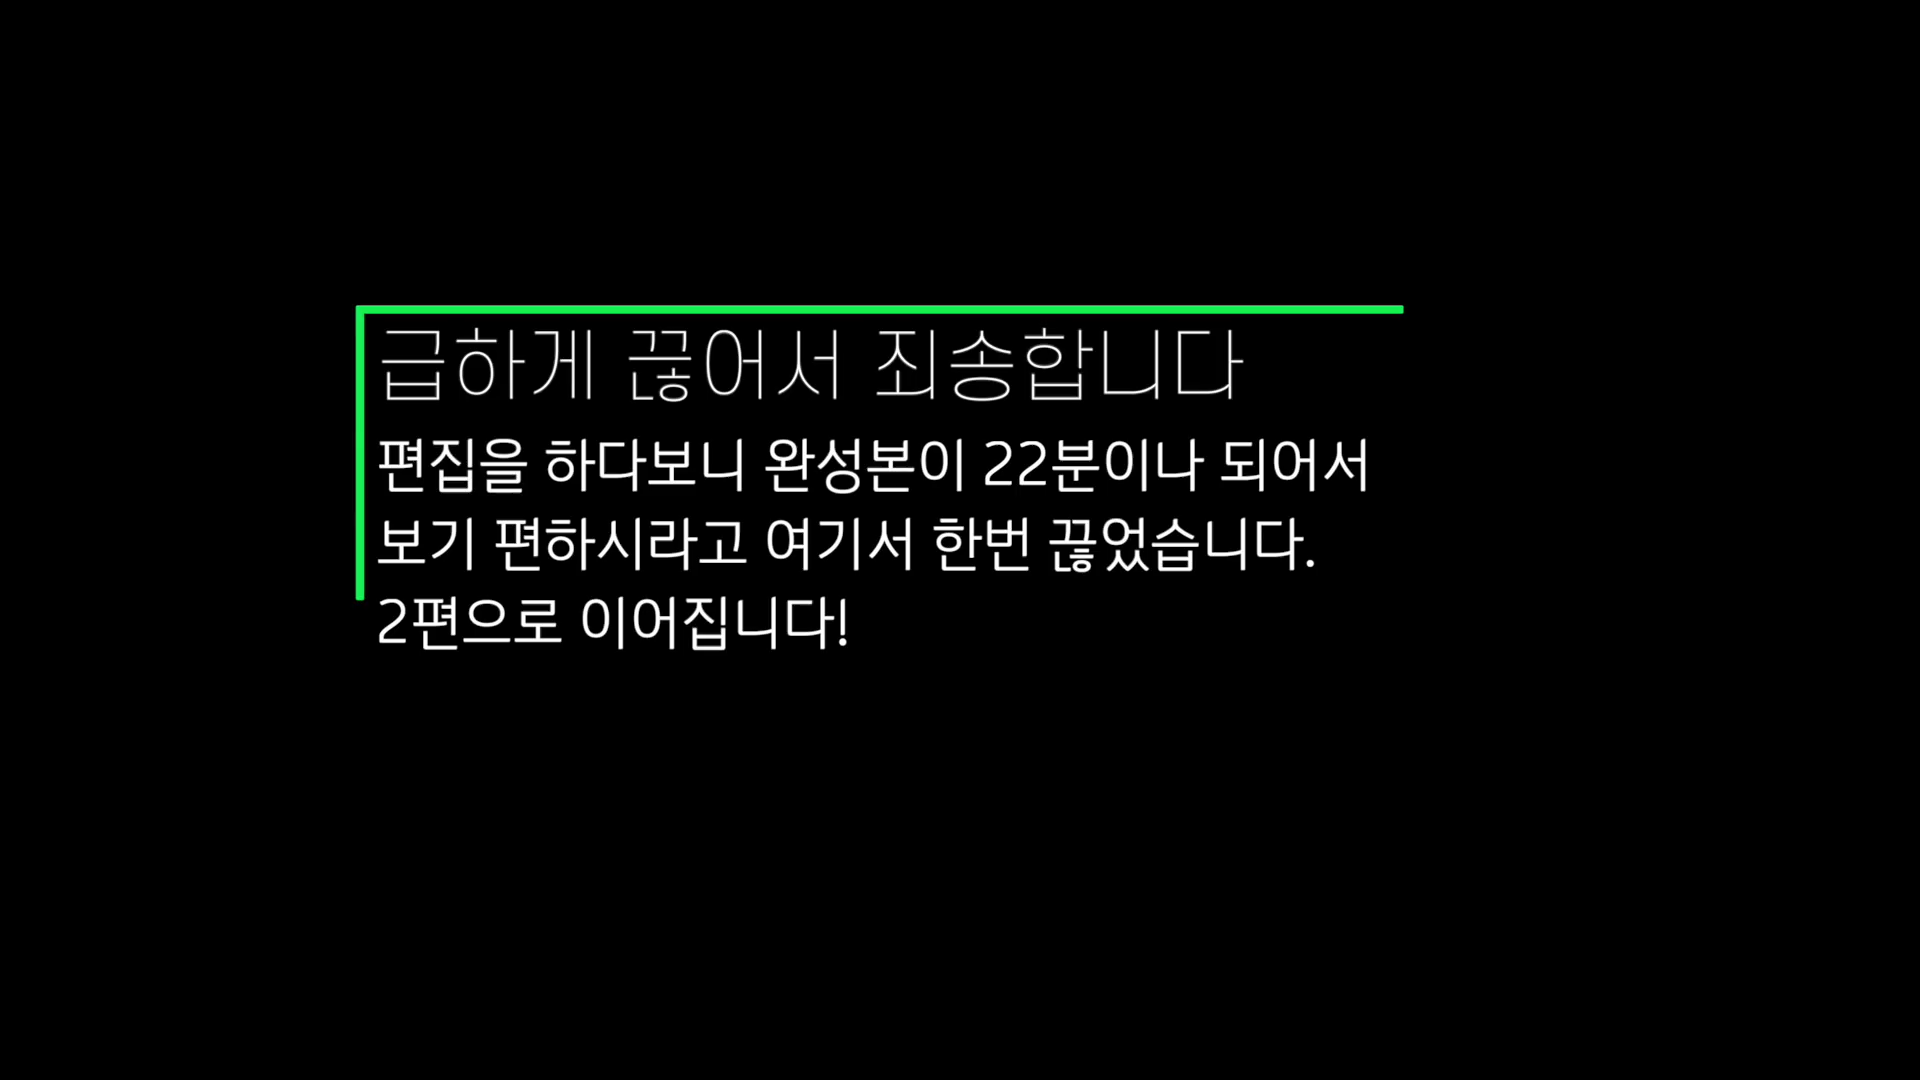 급하게 끊어서 죄송합니다
편집을 하다보니 완성본이 22분이나 되어서
보기 편하시라고 여기서 한번 끊었습니다.
2편으로 이어집니다!